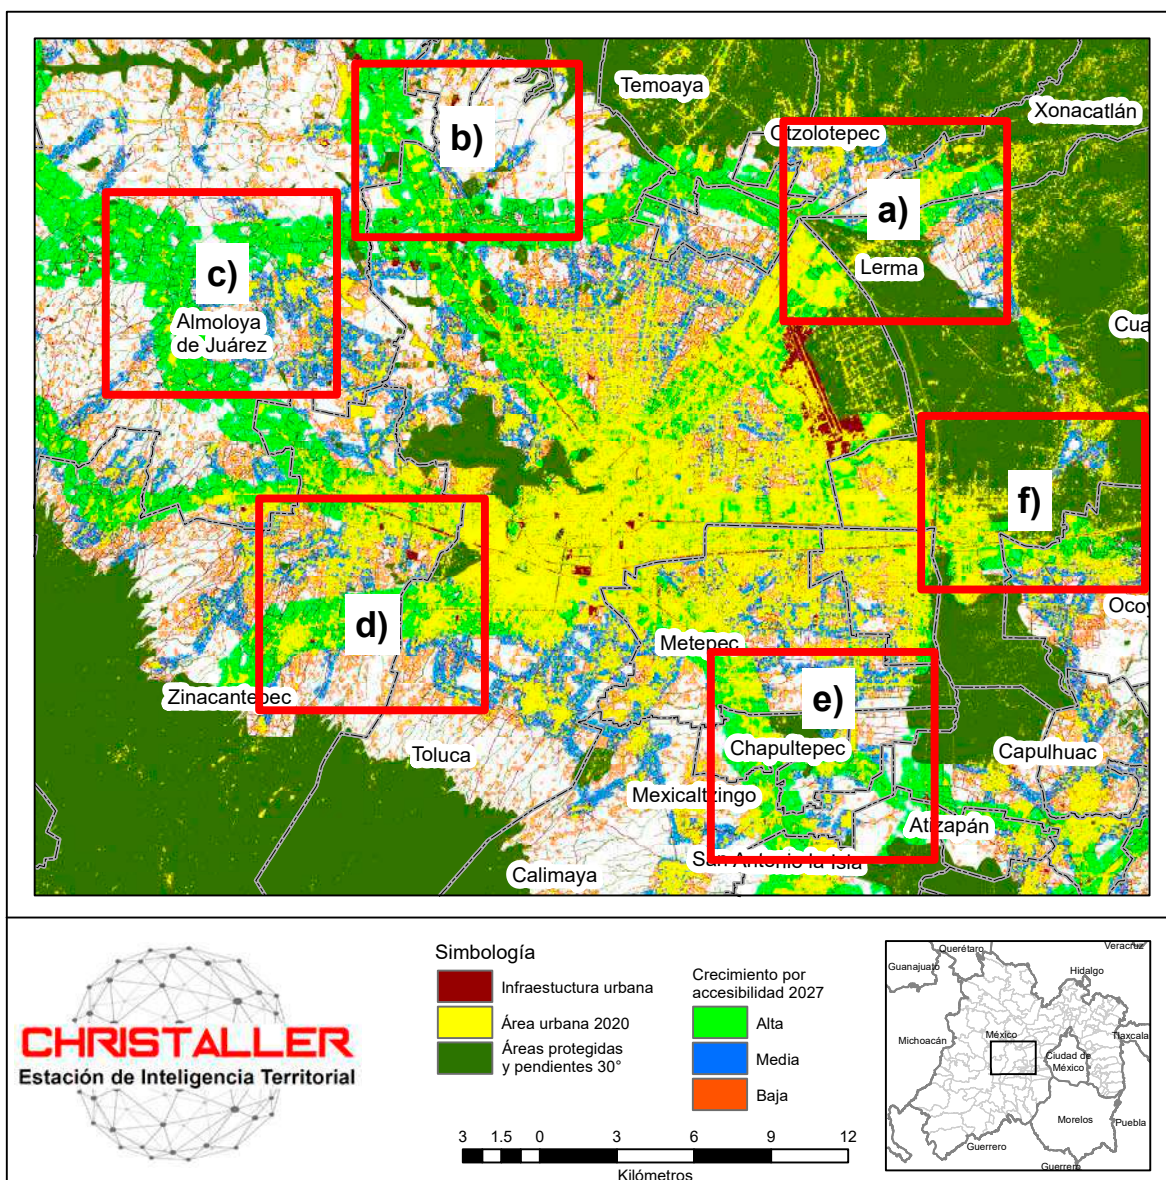 Temoaya
Xonacatlán
Otzolotepec
b)
a)
c)
Lerma
Almoloya
de Juárez
Cua
f)
d)
Ocoy
Metepec
Zinacantepec
e)
Toluca
Chapultepec
Capulhuac
Mexicaltzingo
Atizapán
San Antonio la Isla
Calimaya
CHRISTALLER
Estación de Inteligencia Territorial
Simbología
Infraestuctura urbana
Área urbana 2020
Áreas protegidas
y pendientes 30°
Crecimiento por
accesibilidad 2027
Alta
Media
Baja
3 1.5 0 3 6 9 12
Kilómetros
Querétaro
Veracruz
Guanajuato
Hidalgo
Michoacán
México
Tlaxcala
Ciudad de
México
Morelos
Puebla
Guerrero
Guerrero